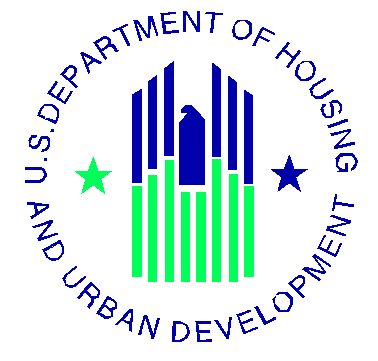 U.S. DEPARTMENT OF HOUSING
AND URBAN DEVELOPMENT